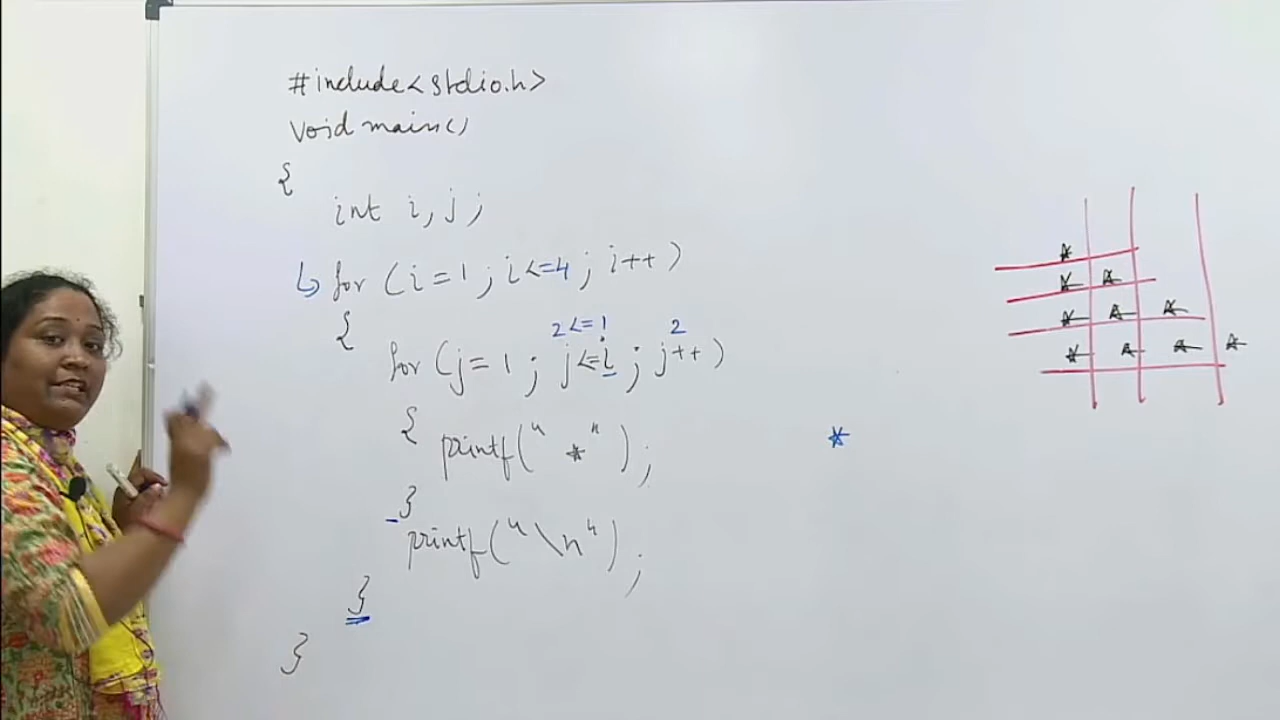 #include<stdio.h>
void main()
{
int i, j ;
for (i=1 ; i<=4 ; i++)
{
2<=1 2
for (j=1 ; j<=i ; j++)
{
printf(" * ");
}
printf("\n");
}
}
*
*
* *
* * *
* * * *